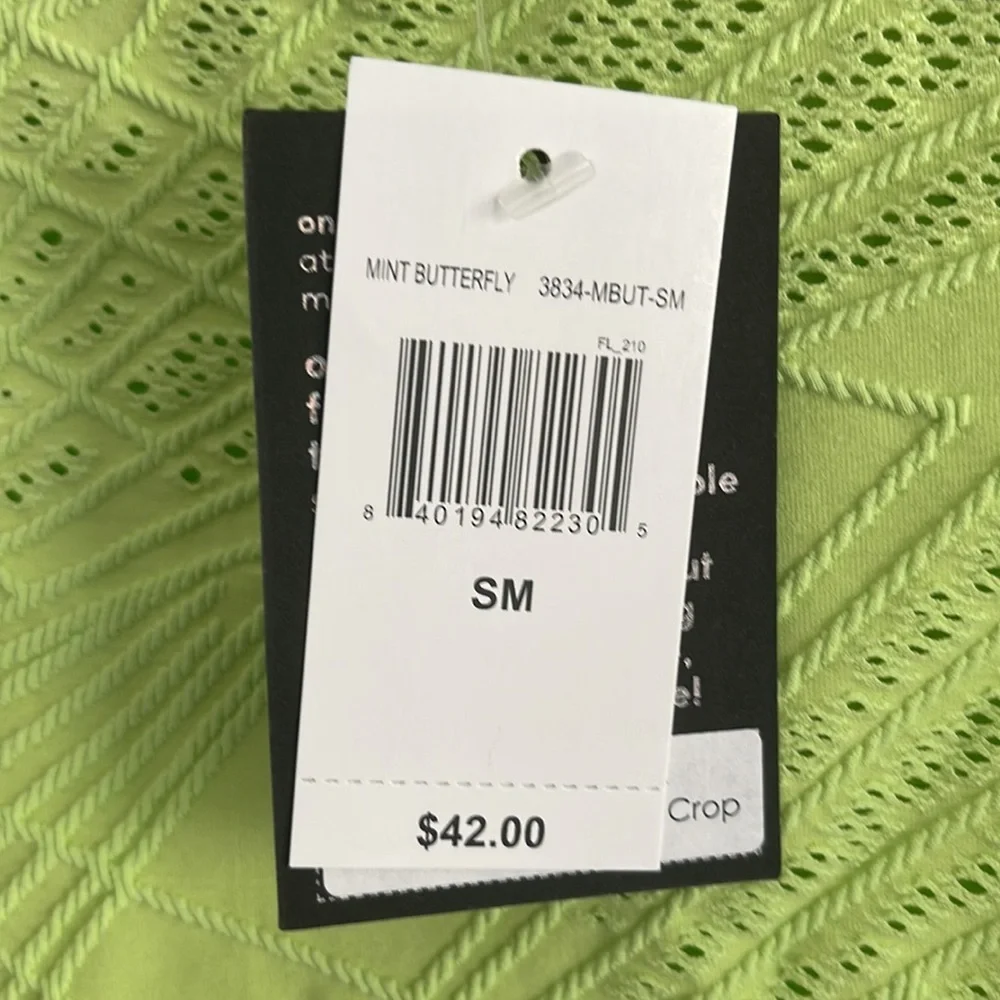 MINT BUTTERFLY 3834-MBUT-SM
FL_210
8 40194 82230 5
SM
$42.00
Crop